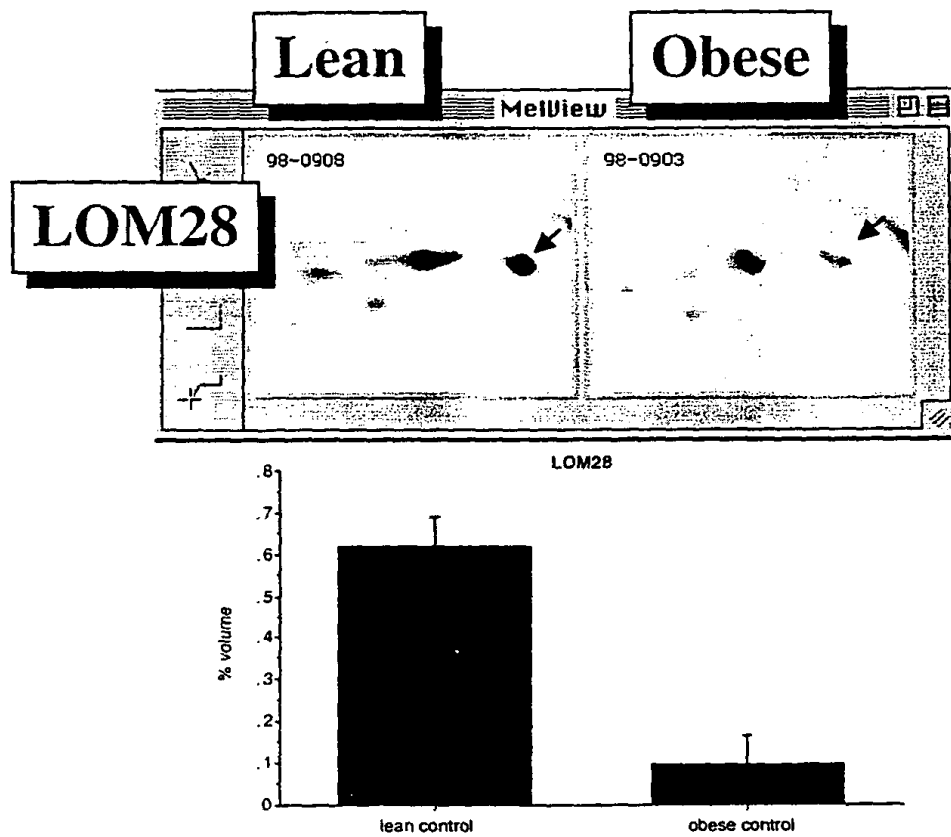 Lean
Obese
MelView
98-0908
98-0903
LOM28
LOM28
.8
.7
.6
.5
.4
.3
.2
.1
0
% volume
lean control
obese control